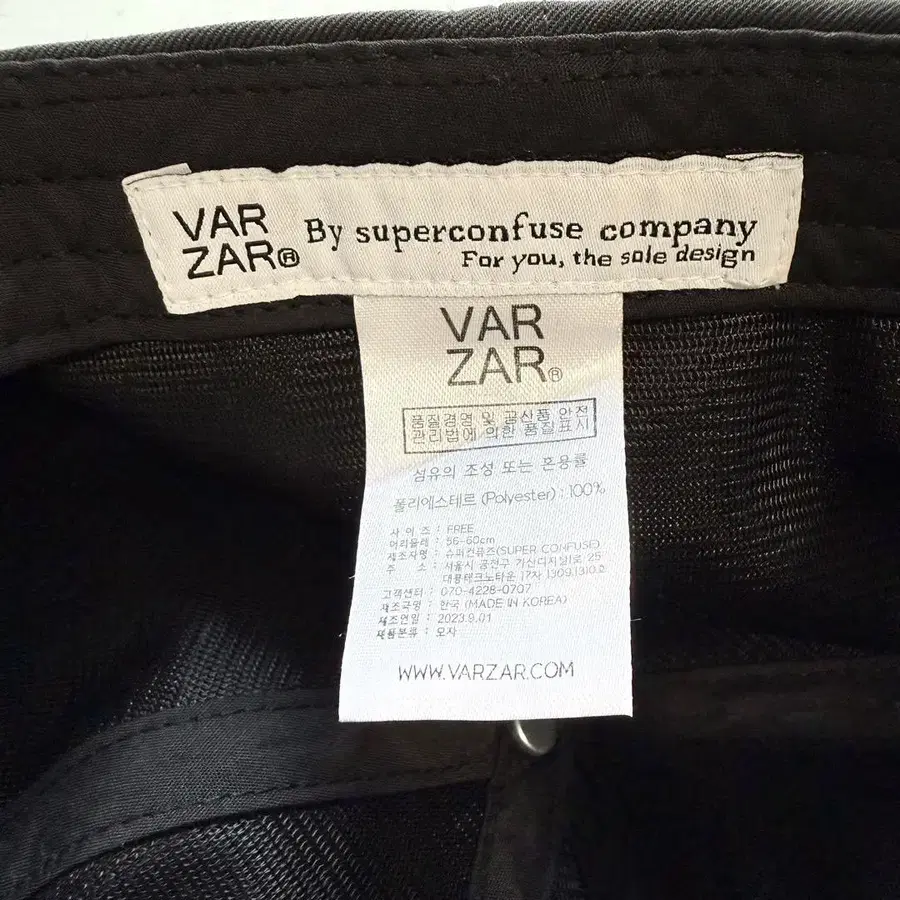 VAR
ZAR®
By superconfuse company
For you, the sole design
VAR
ZAR®
품질경영 및 공산품 안전
관리법에 의한 품질표시
섬유의 조성 또는 혼용률
폴리에스테르 (Polyester) : 100%
사 이 즈 : FREE
머리둘레 : 56-60cm
제조자명 : 슈퍼컨퓨즈(SUPER CONFUSE)
주 소 : 서울시 금천구 가산디지털1로 25
대륭테크노타운 17차 1309,1310호
고객센터 : 070-4228-0707
제조국명 : 한국 (MADE IN KOREA)
제조연일 : 2023.9.01
제품분류 : 모자
WWW.VARZAR.COM